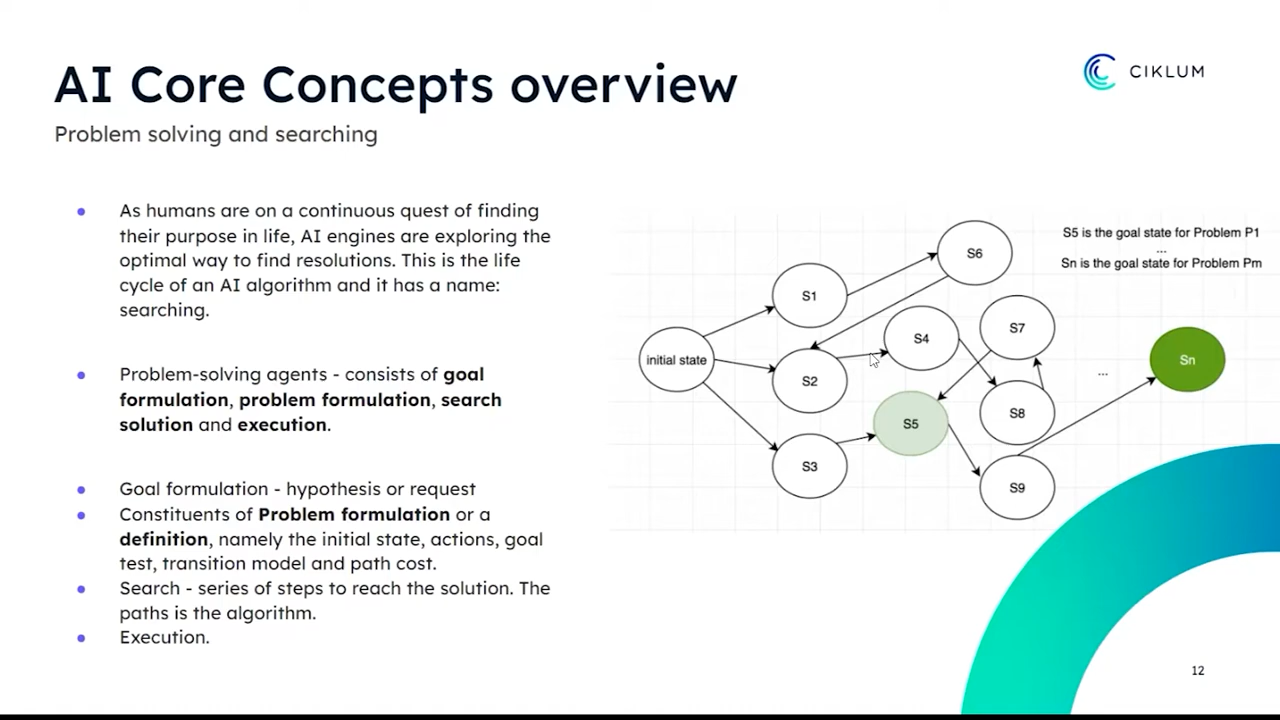 AI Core Concepts overview
CIKLUM
Problem solving and searching
As humans are on a continuous quest of finding
their purpose in life, AI engines are exploring the
optimal way to find resolutions. This is the life
cycle of an AI algorithm and it has a name:
searching.
Problem-solving agents - consists of goal
formulation, problem formulation, search
solution and execution.
Goal formulation - hypothesis or request
Constituents of Problem formulation or a
definition, namely the initial state, actions, goal
test, transition model and path cost.
Search - series of steps to reach the solution. The
paths is the algorithm.
Execution.
S5 is the goal state for Problem P1
...
Sn is the goal state for Problem Pm
initial state
S1
S2
S3
S6
S4
S5
S7
S8
S9
...
Sn
12